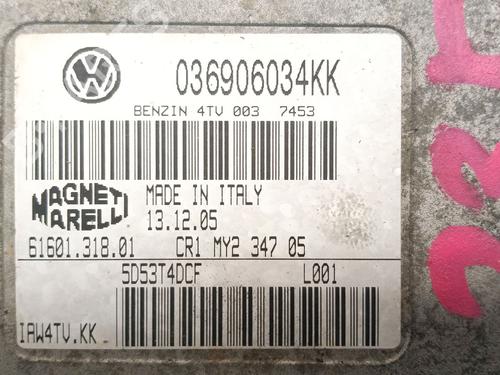 036906034KK
BENZIN 4TV 003 7453
MAGNETI MARELLI
MADE IN ITALY
13.12.05
61601.318.01 CR1 MY2 347 05
5D53T4DCF L001
IAW4TV.KK